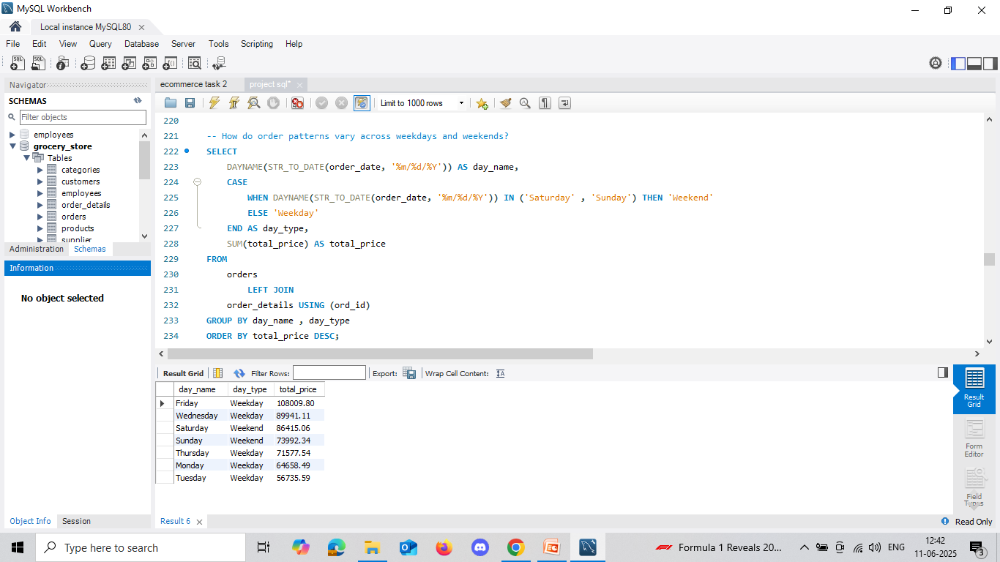 MySQL Workbench
Local instance MySQL80
File Edit View Query Database Server Tools Scripting Help
Navigator
SCHEMAS
Filter objects
employees
grocery_store
Tables
categories
customers
employees
order_details
orders
products
supplier
Administration Schemas
Information
No object selected
Object Info Session
ecommerce task 2 project sql*
Limit to 1000 rows
220
221 -- How do order patterns vary across weekdays and weekends?
222 SELECT
223 DAYNAME(STR_TO_DATE(order_date, '%m/%d/%Y')) AS day_name,
224 CASE
225 WHEN DAYNAME(STR_TO_DATE(order_date, '%m/%d/%Y')) IN ('Saturday' , 'Sunday') THEN 'Weekend'
226 ELSE 'Weekday'
227 END AS day_type,
228 SUM(total_price) AS total_price
229 FROM
230 orders
231 LEFT JOIN
232 order_details USING (ord_id)
233 GROUP BY day_name , day_type
234 ORDER BY total_price DESC;
Result Grid Filter Rows: Export: Wrap Cell Content:
day_name day_type total_price
Friday Weekday 108009.80
Wednesday Weekday 89941.11
Saturday Weekend 86415.06
Sunday Weekend 73992.34
Thursday Weekday 71577.54
Monday Weekday 64658.49
Tuesday Weekday 56735.59
Result
Grid
Form
Editor
Field
Types
Result 6
Read Only
Type here to search
Formula 1 Reveals 20...
ENG
12:42
11-06-2025
3